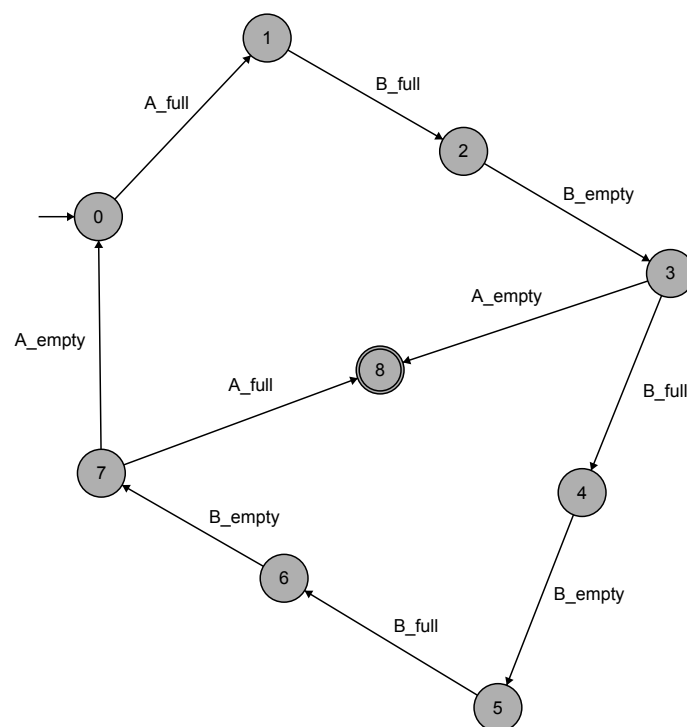 1
B_full
A_full
2
B_empty
0
3
A_empty
A_empty
8
A_full
B_full
7
4
B_empty
6
B_empty
B_full
5